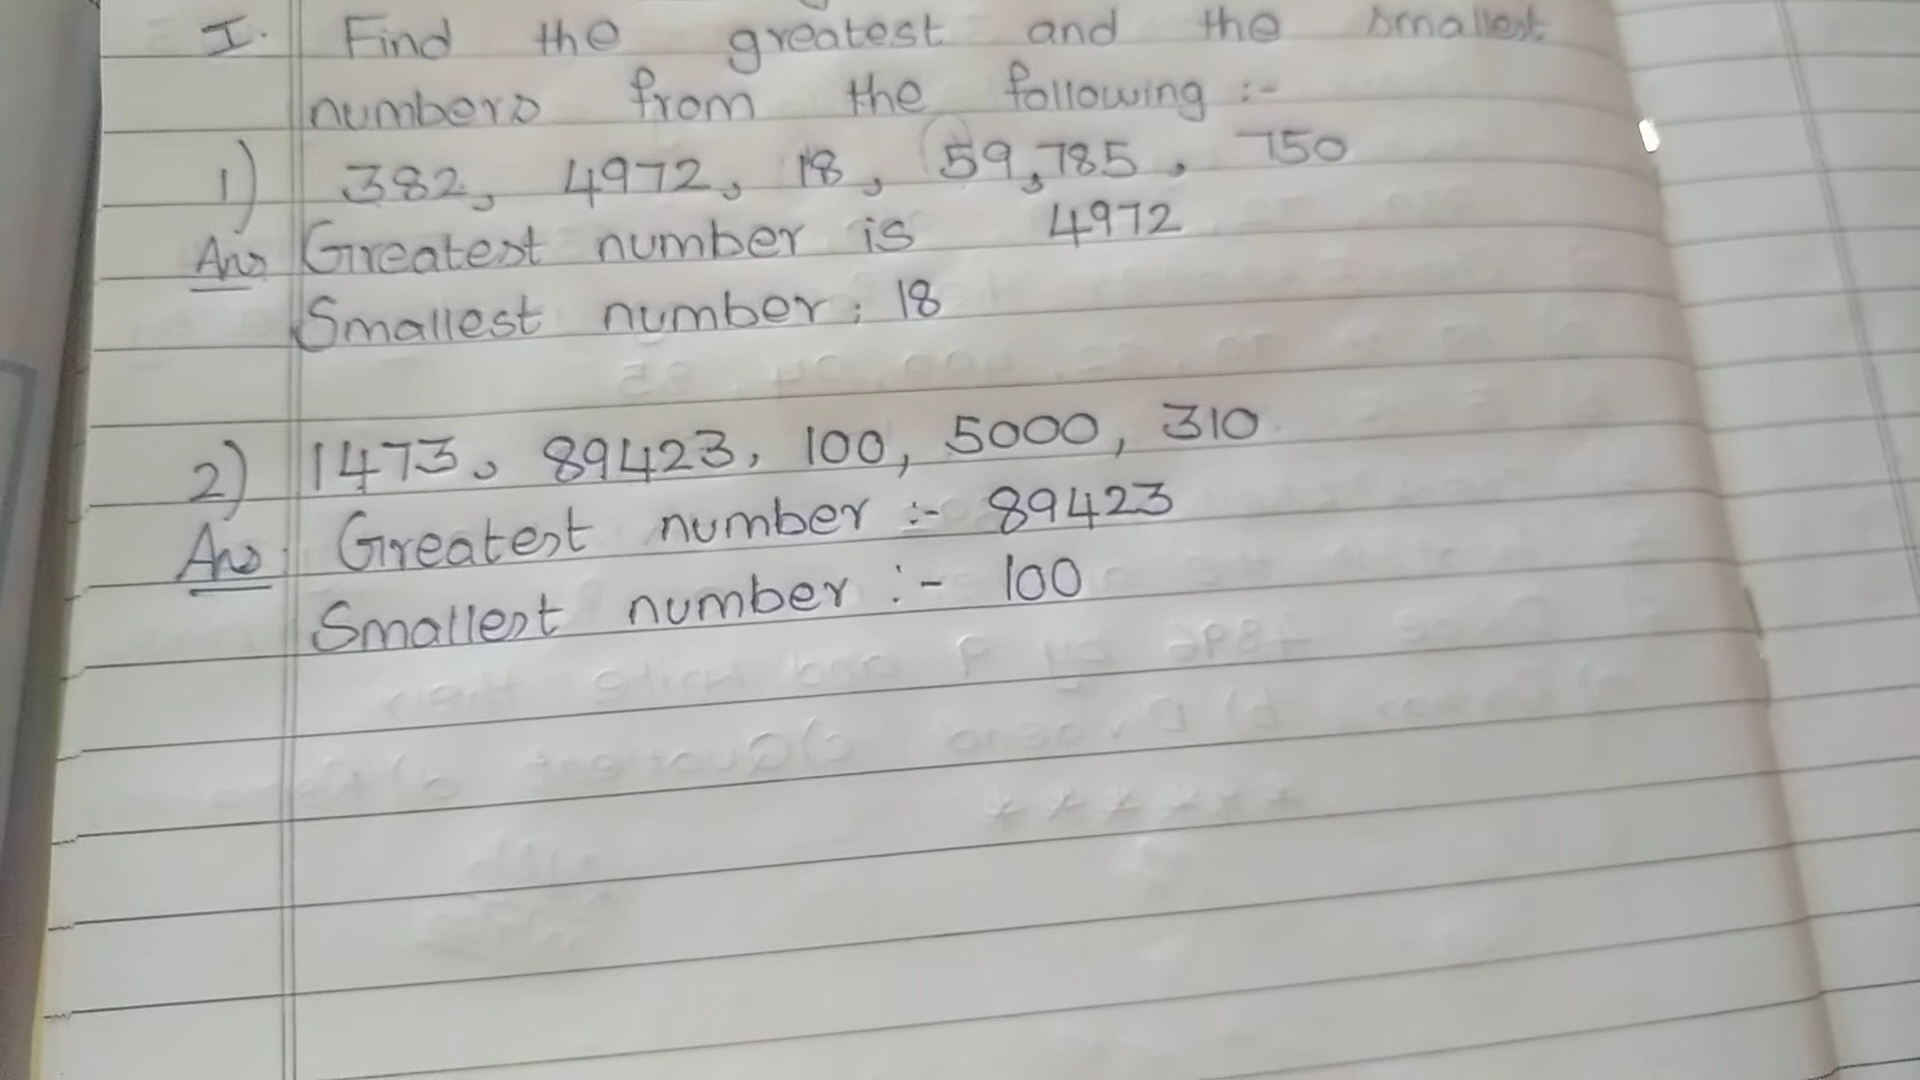 I. Find the greatest and the smallest
numbers from the following :-
1) 382, 4972, 18, 59,785, 750
Ans Greatest number is 4972
Smallest number : 18
2) 1473, 89423, 100, 5000, 310
Ans: Greatest number :- 89423
Smallest number :- 100